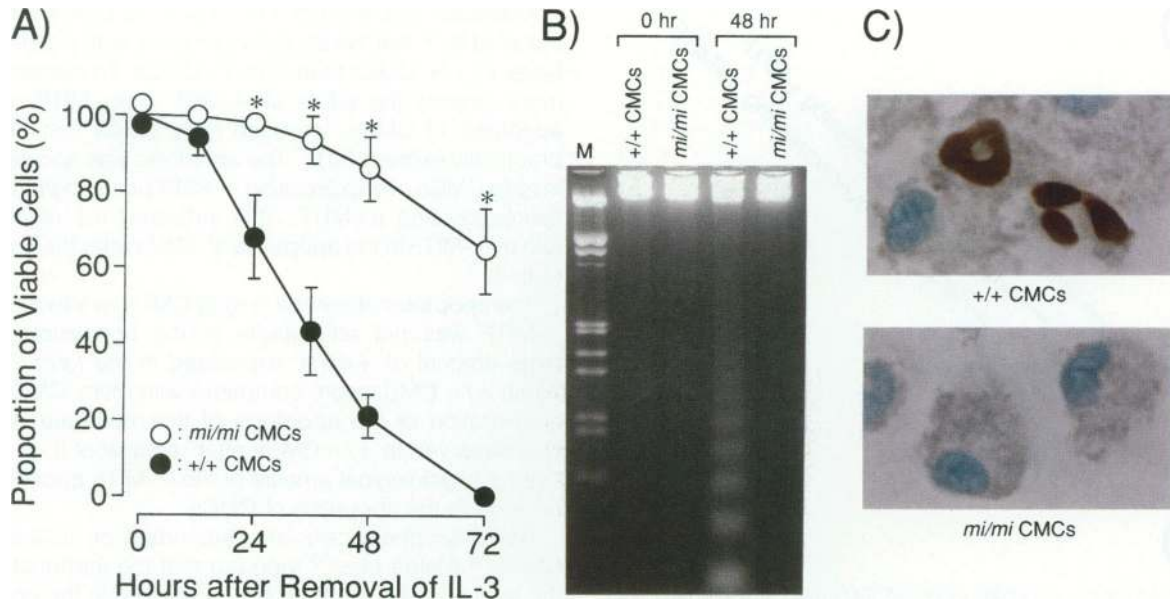 A)
Proportion of Viable Cells (%)
100
80
60
40
20
0
* * * *
: mi/mi CMCs
: +/+ CMCs
0 24 48 72
Hours after Removal of IL-3
B)
0 hr 48 hr
M
+/+ CMCs
mi/mi CMCs
+/+ CMCs
mi/mi CMCs
C)
+/+ CMCs
mi/mi CMCs